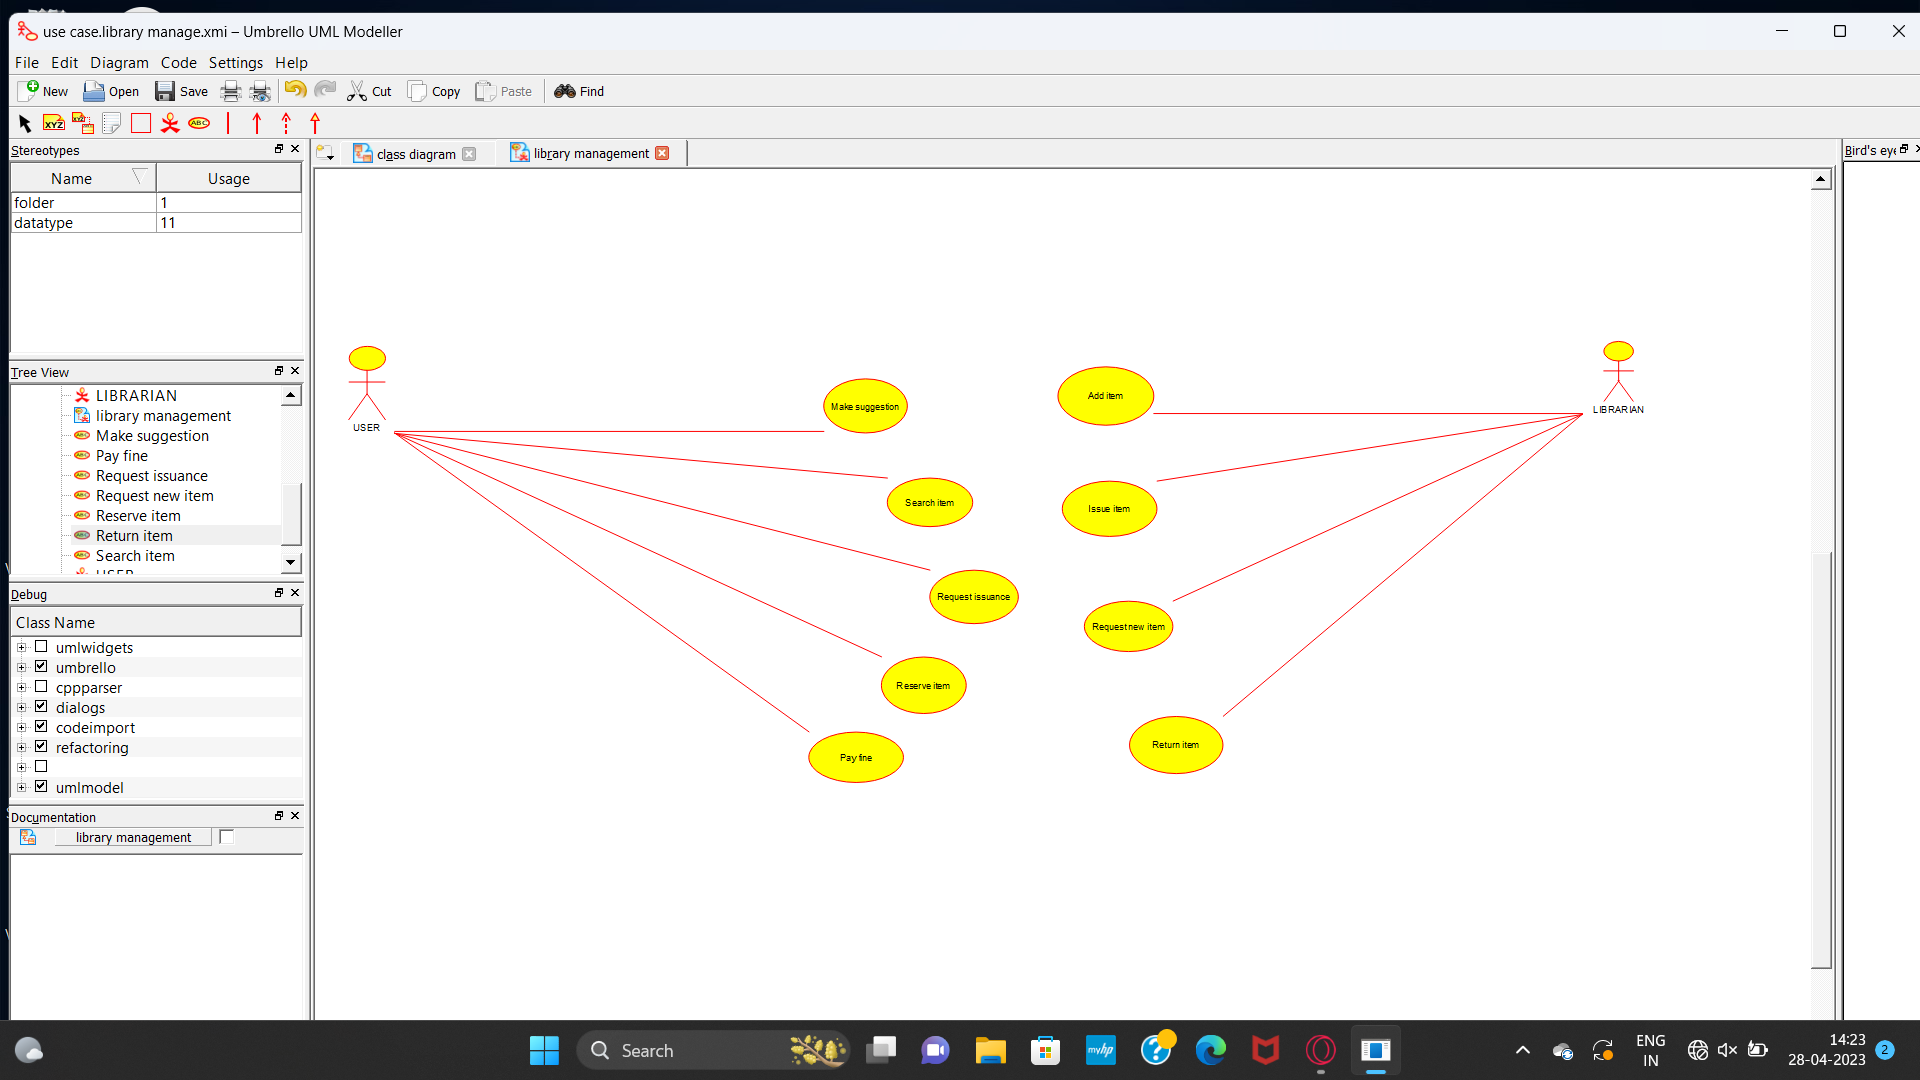 use case.library manage.xmi – Umbrello UML Modeller
File Edit Diagram Code Settings Help
New Open Save Cut Copy Paste Find
XYZ XYZ ABC
Stereotypes
Name Usage
folder 1
datatype 11
Tree View
LIBRARIAN
library management
Make suggestion
Pay fine
Request issuance
Request new item
Reserve item
Return item
Search item
USER
Debug
Class Name
umlwidgets
umbrello
cppparser
dialogs
codeimport
refactoring
umlmodel
Documentation
library management
class diagram library management
Bird's eye
USER
Make suggestion
Search item
Request issuance
Reserve item
Pay fine
Add item
Issue item
Request new item
Return item
LIBRARIAN
Search
myhp
ENG
IN
14:23
28-04-2023
2